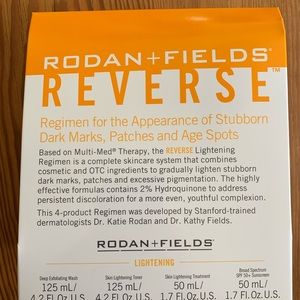 RODAN+FIELDS®
REVERSE™
Regimen for the Appearance of Stubborn
Dark Marks, Patches and Age Spots
Based on Multi-Med® Therapy, the REVERSE Lightening
Regimen is a complete skincare system that combines
cosmetic and OTC ingredients to gradually lighten stubborn
dark marks, patches and excessive pigmentation. The highly
effective formulas contain 2% Hydroquinone to address
persistent discoloration for a more even, youthful complexion.
This 4-product Regimen was developed by Stanford-trained
dermatologists Dr. Katie Rodan and Dr. Kathy Fields.
RODAN+FIELDS®
LIGHTENING
Deep Exfoliating Wash
125 mL/
4.2 Fl Oz U.S.
Skin Lightening Toner
125 mL/
4.2 Fl Oz U.S.
Skin Lightening Treatment
50 mL/
1.7 Fl. Oz U.S.
Broad Spectrum
SPF 50+ Sunscreen
50 mL/
1.7 Fl. Oz U.S.